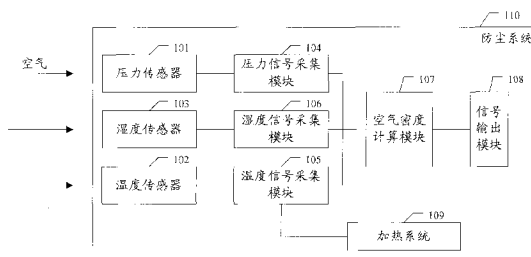 110
防尘系统
空气
101
压力传感器
104
压力信号采集
模块
103
湿度传感器
106
湿度信号采集
模块
107
空气密度
计算模块
108
信号
输出
模块
102
温度传感器
105
温度信号采集
模块
109
加热系统